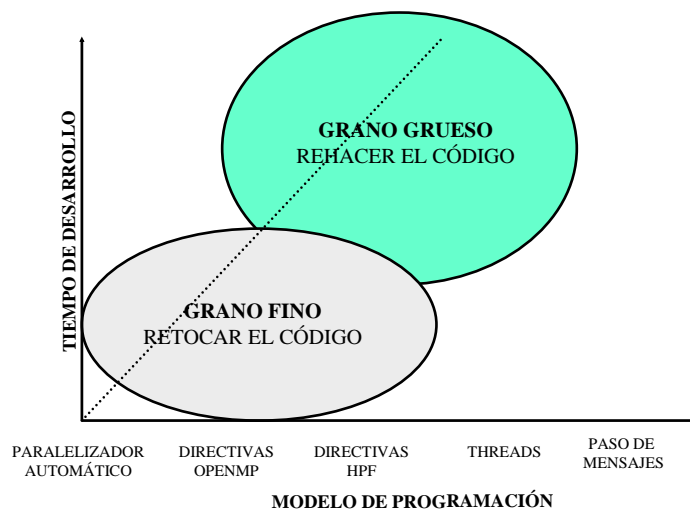 TIEMPO DE DESARROLLO
GRANO GRUESO
REHACER EL CÓDIGO
GRANO FINO
RETOCAR EL CÓDIGO
PARALELIZADOR
AUTOMÁTICO
DIRECTIVAS
OPENMP
DIRECTIVAS
HPF
THREADS
PASO DE
MENSAJES
MODELO DE PROGRAMACIÓN